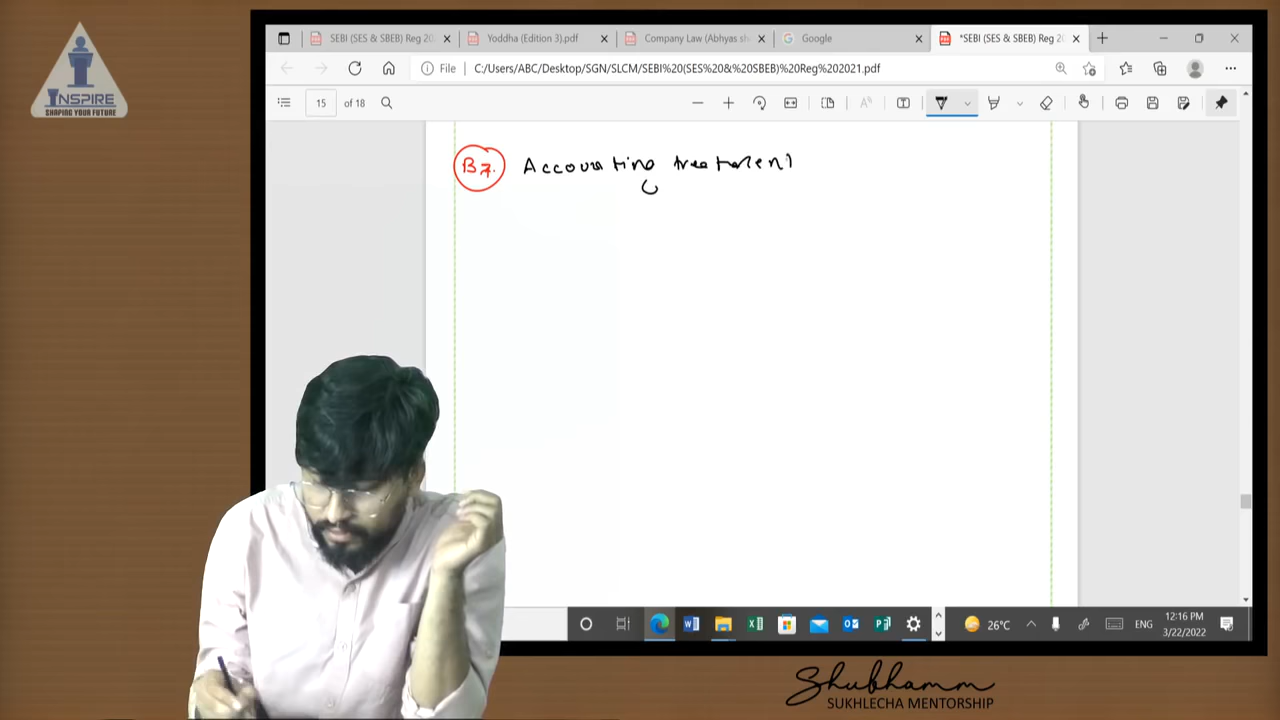 INSPIRE
SHAPING YOUR FUTURE
SEBI (SES & SBEB) Reg 20
Yoddha (Edition 3).pdf
Company Law (Abhyas sh
Google
*SEBI (SES & SBEB) Reg 20
File
C:/Users/ABC/Desktop/SGN/SLCM/SEBI%20(SES%20&%20SBEB)%20Reg%202021.pdf
15 of 18
B7. Accounting treatment
26°C
ENG
12:16 PM
3/22/2022
Shubhamm
SUKHLECHA MENTORSHIP